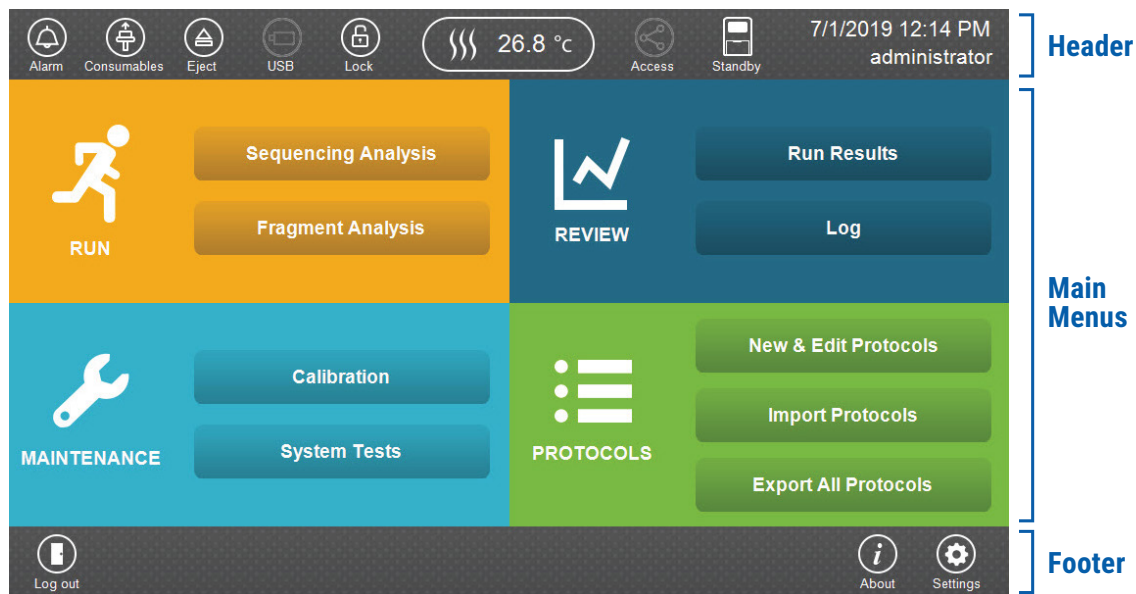 Alarm
Consumables
Eject
USB
Lock
26.8 °c
Access
Standby
7/1/2019 12:14 PM
administrator
Header
RUN
Sequencing Analysis
Fragment Analysis
REVIEW
Run Results
Log
MAINTENANCE
Calibration
System Tests
PROTOCOLS
New & Edit Protocols
Import Protocols
Export All Protocols
Main
Menus
Log out
i
About
Settings
Footer